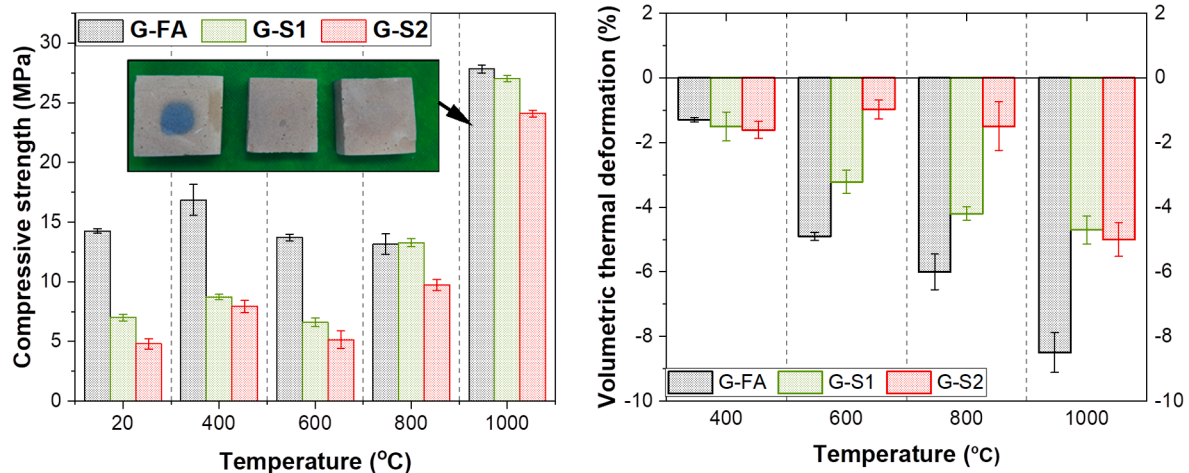 G-FA G-S1 G-S2
Compressive strength (MPa)
30
25
20
15
10
5
0
20 400 600 800 1000
Temperature (°C)
Volumetric thermal deformation (%)
2 2
0 0
-2 -2
-4 -4
-6 -6
-8 -8
-10 -10
G-FA G-S1 G-S2
400 600 800 1000
Temperature (°C)